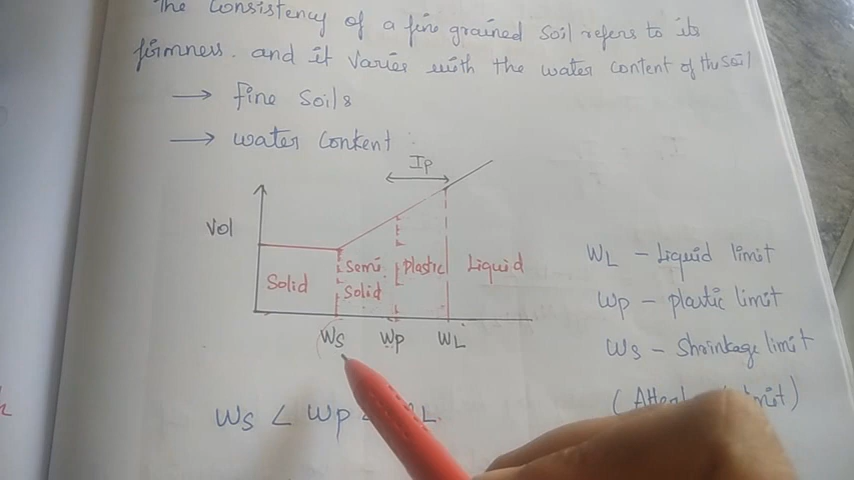 The Consistency of a fine grained soil refers to its
firmness. and it varies with the water content of the soil
→ Fine Soils
→ water Content
Ip
Vol
Solid
Semi
Solid
Plastic
Liquid
Ws
Wp
WL
WL - Liquid limit
Wp - plastic limit
Ws - Shrinkage limit
Ws < Wp